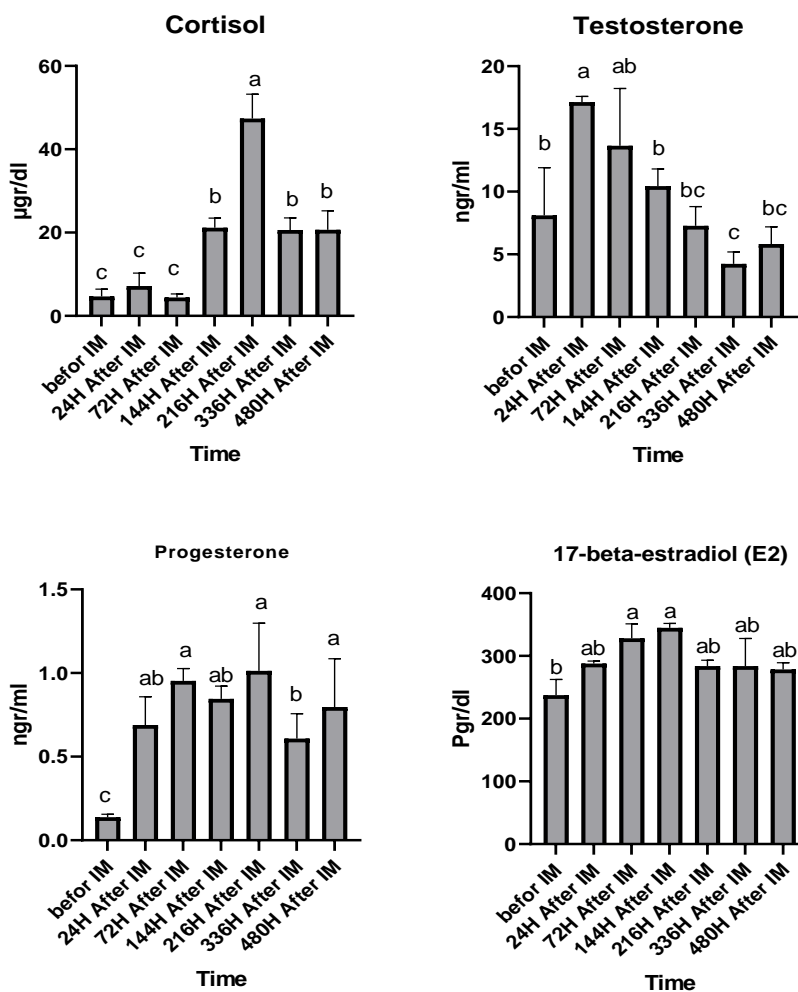 Cortisol
60
40
20
0
µgr/dl
c
c
c
b
a
b
b
befor IM
24H After IM
72H After IM
144H After IM
216H After IM
336H After IM
480H After IM
Time
Testosterone
20
15
10
5
0
ngr/ml
b
a
ab
b
bc
c
bc
befor IM
24H After IM
72H After IM
144H After IM
216H After IM
336H After IM
480H After IM
Time
Progesterone
1.5
1.0
0.5
0.0
ngr/ml
c
ab
a
ab
a
b
a
befor IM
24H After IM
72H After IM
144H After IM
216H After IM
336H After IM
480H After IM
Time
17-beta-estradiol (E2)
400
300
200
100
0
Pgr/dl
b
ab
a
a
ab
ab
ab
befor IM
24H After IM
72H After IM
144H After IM
216H After IM
336H After IM
480H After IM
Time